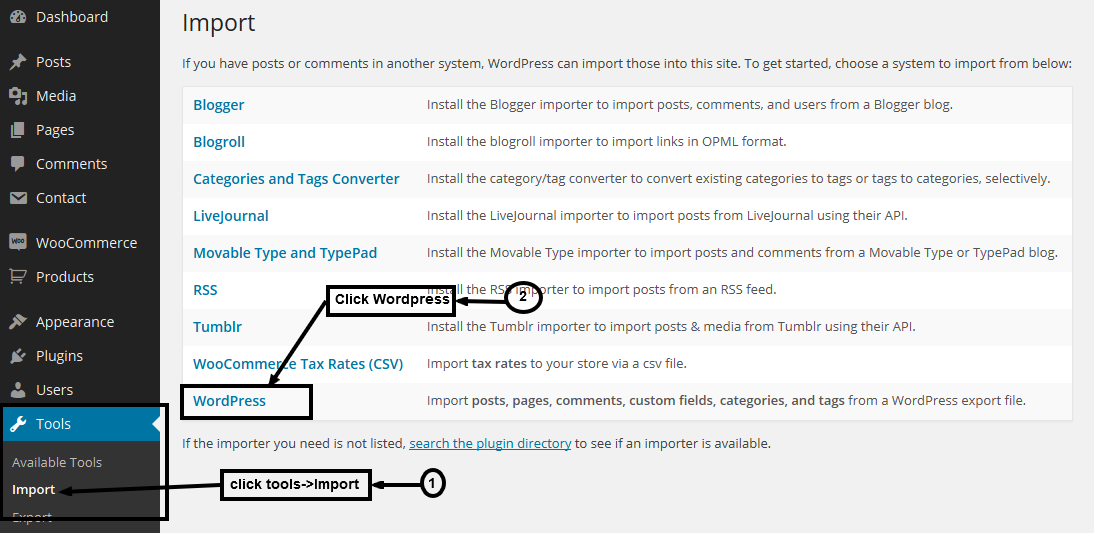 Dashboard
Posts
Media
Pages
Comments
Contact
WOO WooCommerce
Products
Appearance
Plugins
Users
Tools
Available Tools
Import
Export
Import
If you have posts or comments in another system, WordPress can import those into this site. To get started, choose a system to import from below:
Blogger Install the Blogger importer to import posts, comments, and users from a Blogger blog.
Blogroll Install the blogroll importer to import links in OPML format.
Categories and Tags Converter Install the category/tag converter to convert existing categories to tags or tags to categories, selectively.
LiveJournal Install the LiveJournal importer to import posts from LiveJournal using their API.
Movable Type and TypePad Install the Movable Type importer to import posts and comments from a Movable Type or TypePad blog.
RSS Install the RSS importer to import posts from an RSS feed.
Click Wordpress 2
Tumblr Install the Tumblr importer to import posts & media from Tumblr using their API.
WooCommerce Tax Rates (CSV) Import tax rates to your store via a csv file.
WordPress Import posts, pages, comments, custom fields, categories, and tags from a WordPress export file.
If the importer you need is not listed, search the plugin directory to see if an importer is available.
click tools->Import 1